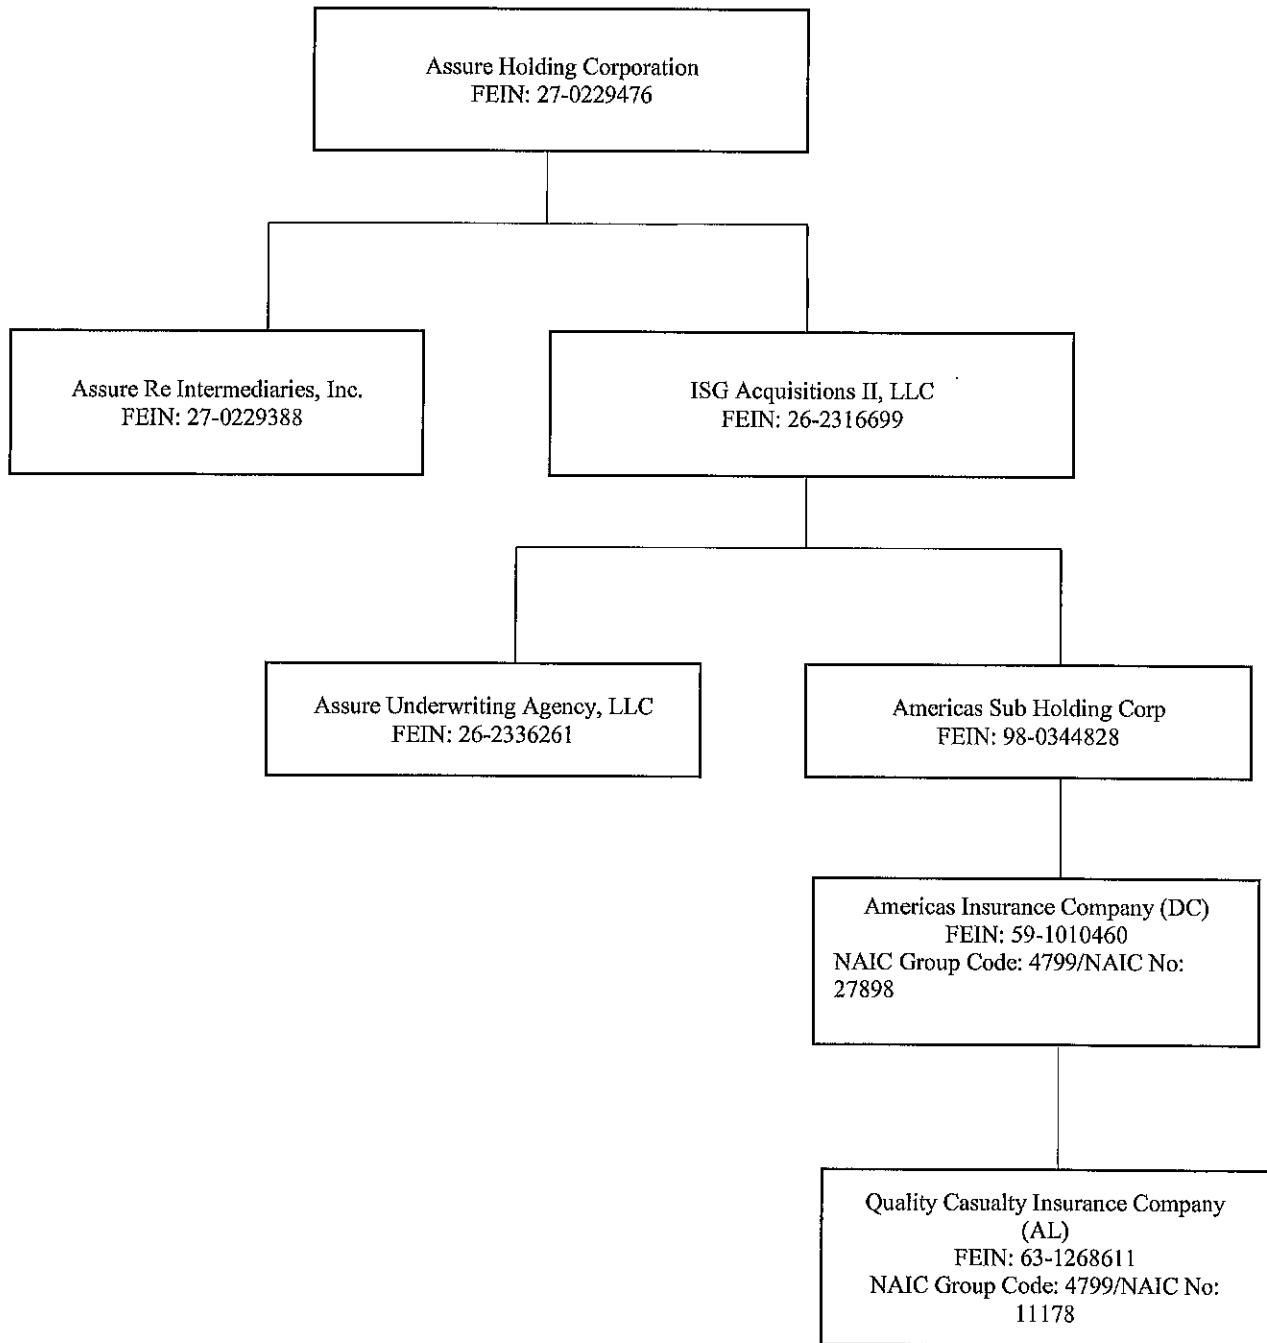 Assure Holding Corporation
FEIN: 27-0229476
Assure Re Intermediaries, Inc.
FEIN: 27-0229388
ISG Acquisitions II, LLC
FEIN: 26-2316699
Assure Underwriting Agency, LLC
FEIN: 26-2336261
Americas Sub Holding Corp
FEIN: 98-0344828
Americas Insurance Company (DC)
FEIN: 59-1010460
NAIC Group Code: 4799/NAIC No:
27898
Quality Casualty Insurance Company
(AL)
FEIN: 63-1268611
NAIC Group Code: 4799/NAIC No:
11178